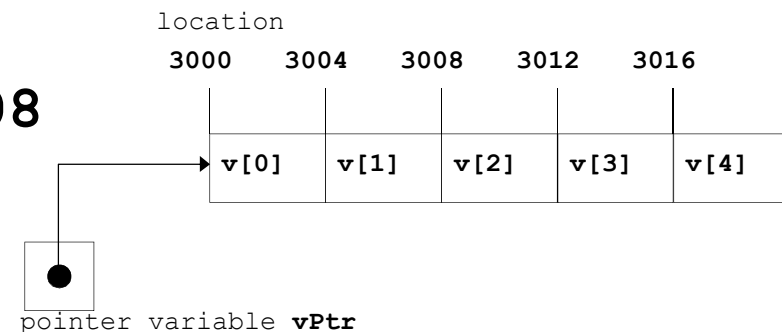 location
3000 3004 3008 3012 3016
v[0] v[1] v[2] v[3] v[4]
pointer variable vPtr